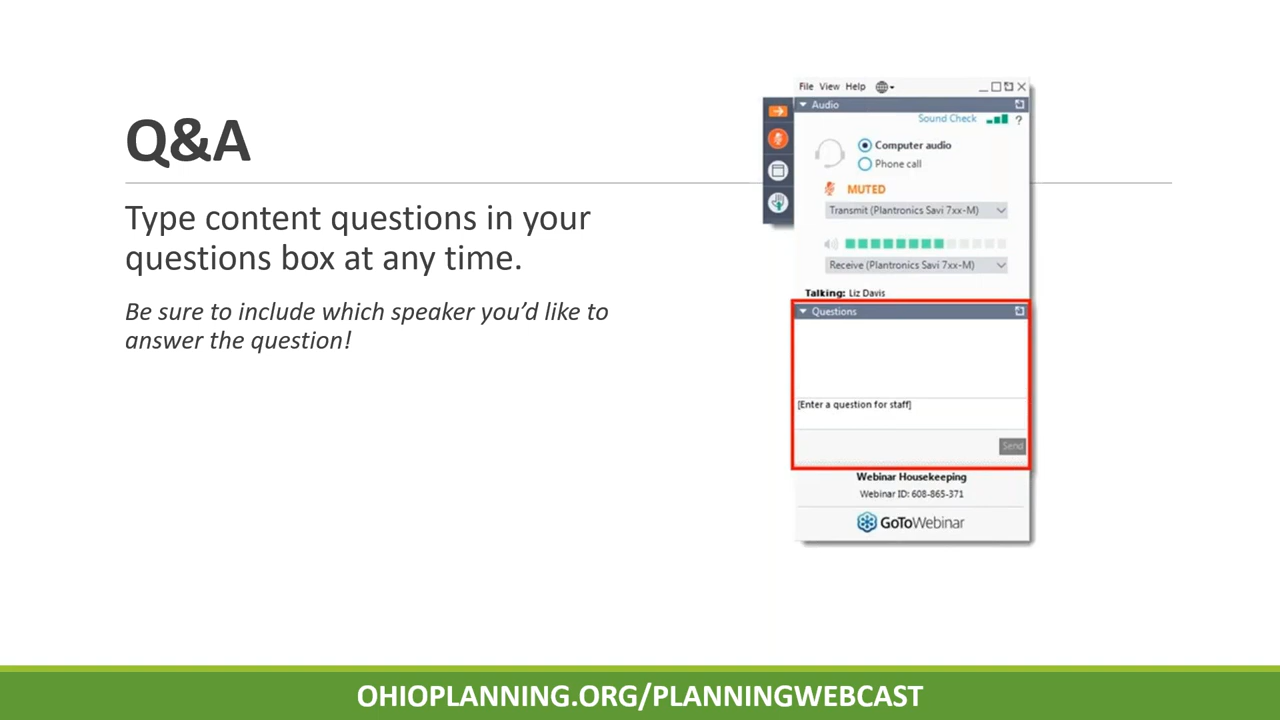 Q&A
Type content questions in your
questions box at any time.
Be sure to include which speaker you’d like to
answer the question!
File View Help
Audio
Sound Check ?
Computer audio
Phone call
MUTED
Transmit (Plantronics Savi 7xx-M)
Receive (Plantronics Savi 7xx-M)
Talking: Liz Davis
Questions
[Enter a question for staff]
Send
Webinar Housekeeping
Webinar ID: 608-865-371
GoToWebinar
OHIOPLANNING.ORG/PLANNINGWEBCAST